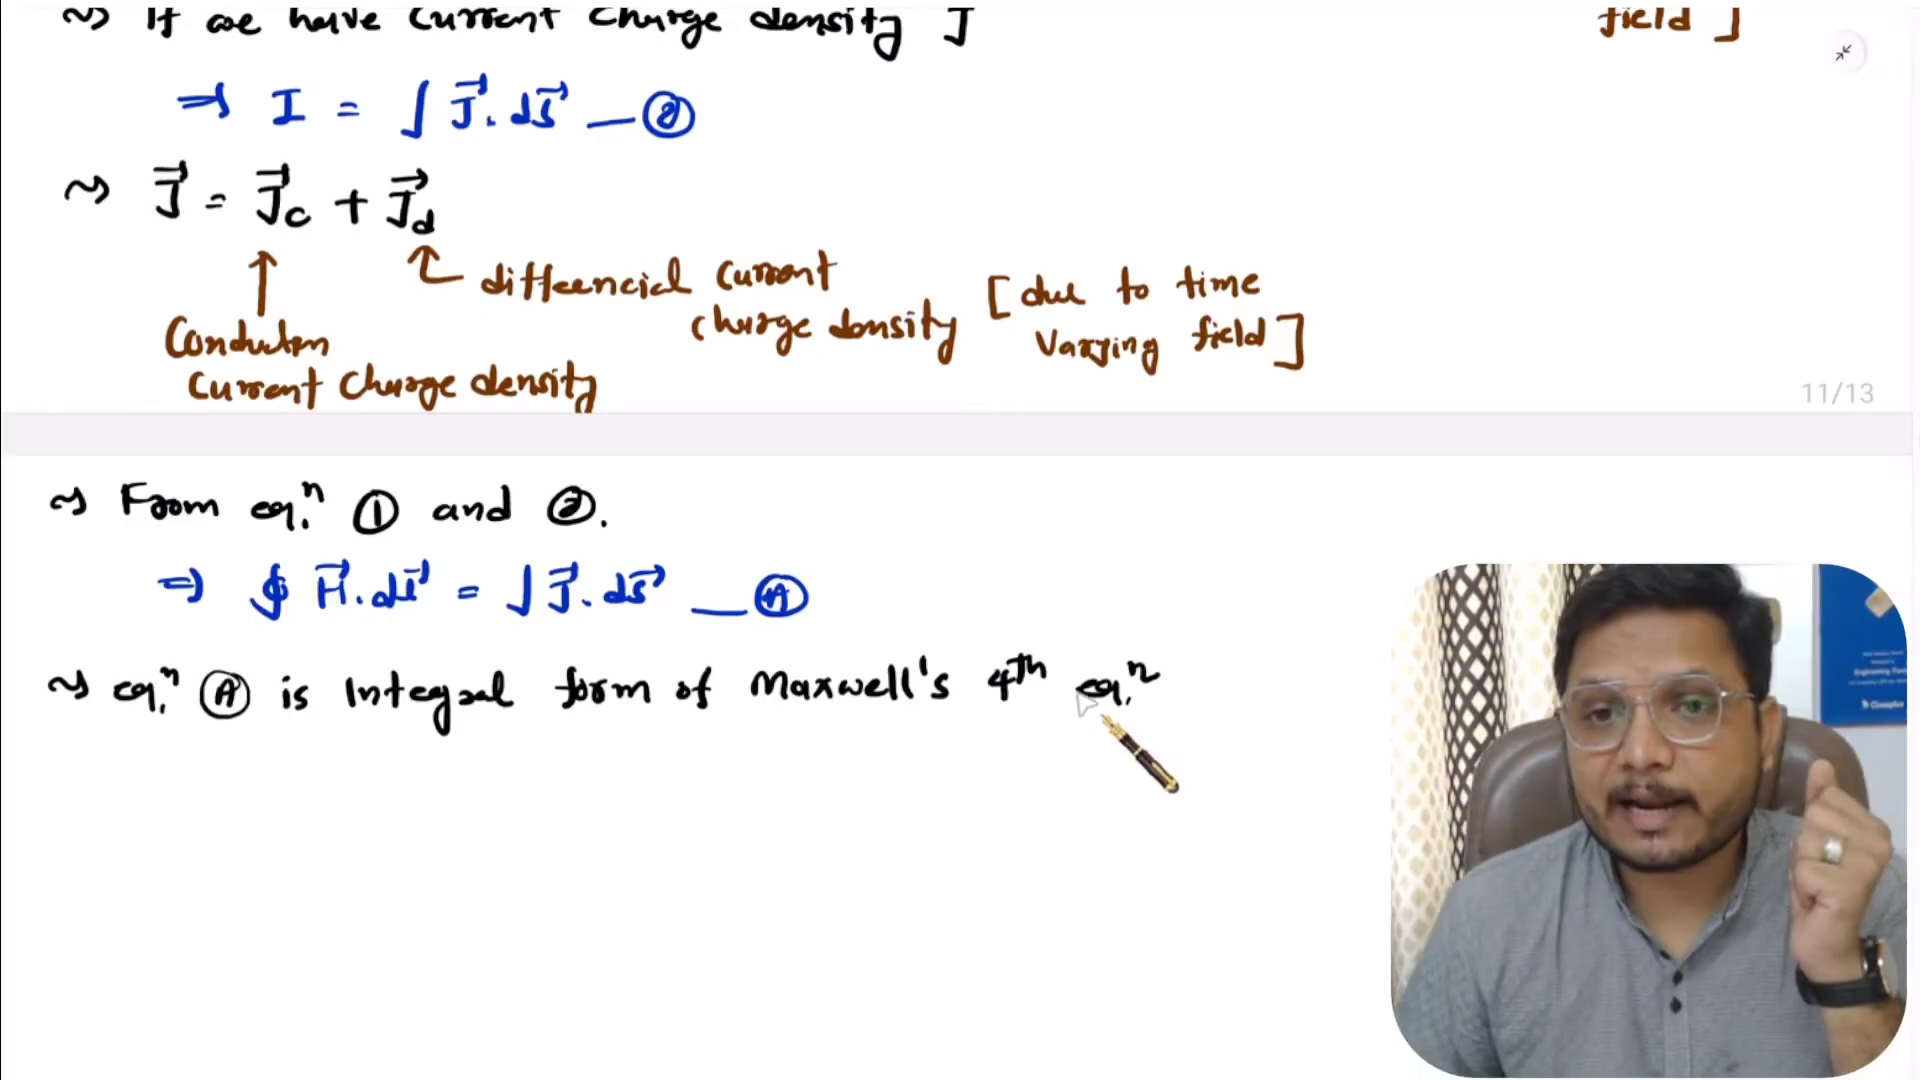 ~> If we have current charge density J
field ]
=> I = ∫ J⃗ . ds⃗ — ②
~> J⃗ = J⃗c + J⃗d
differencial current
charge density [ due to time
varying field ]
Conduction
Current Charge density
11/13
~> From eq.ⁿ ① and ②.
=> ∮ H⃗ . dl⃗ = ∫ J⃗ . ds⃗ — Ⓐ
~> eq.ⁿ Ⓐ is Integral form of Maxwell's 4th eq.ⁿ